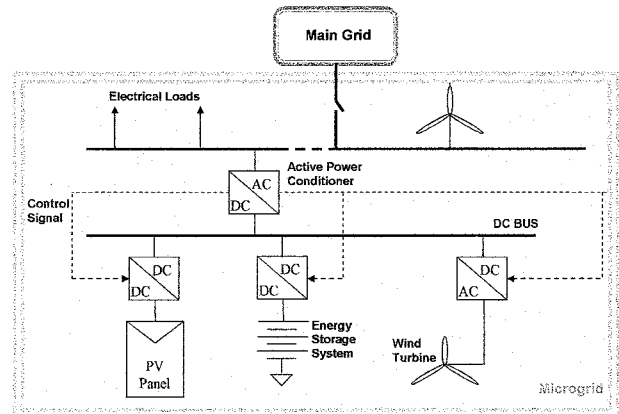 Main Grid
Electrical Loads
Active Power
Conditioner
AC
DC
Control
Signal
DC BUS
DC
DC
DC
DC
DC
AC
PV
Panel
Energy
Storage
System
Wind
Turbine
Microgrid